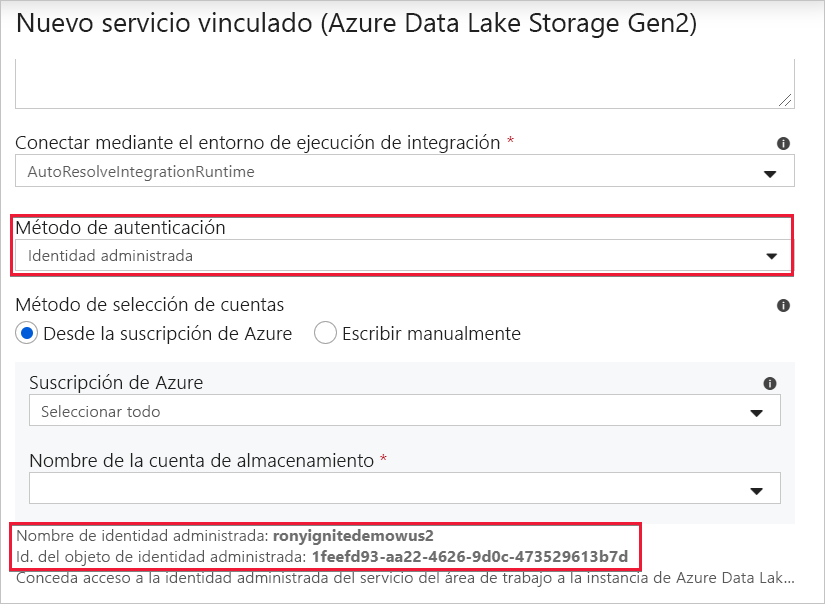 Nuevo servicio vinculado (Azure Data Lake Storage Gen2)
Conectar mediante el entorno de ejecución de integración *
AutoResolveIntegrationRuntime
Método de autenticación
Identidad administrada
Método de selección de cuentas
Desde la suscripción de Azure Escribir manualmente
Suscripción de Azure
Seleccionar todo
Nombre de la cuenta de almacenamiento *
Nombre de identidad administrada: ronyignitedemowus2
Id. del objeto de identidad administrada: 1feefd93-aa22-4626-9d0c-473529613b7d
Conceda acceso a la identidad administrada del servicio del área de trabajo a la instancia de Azure Data Lak...